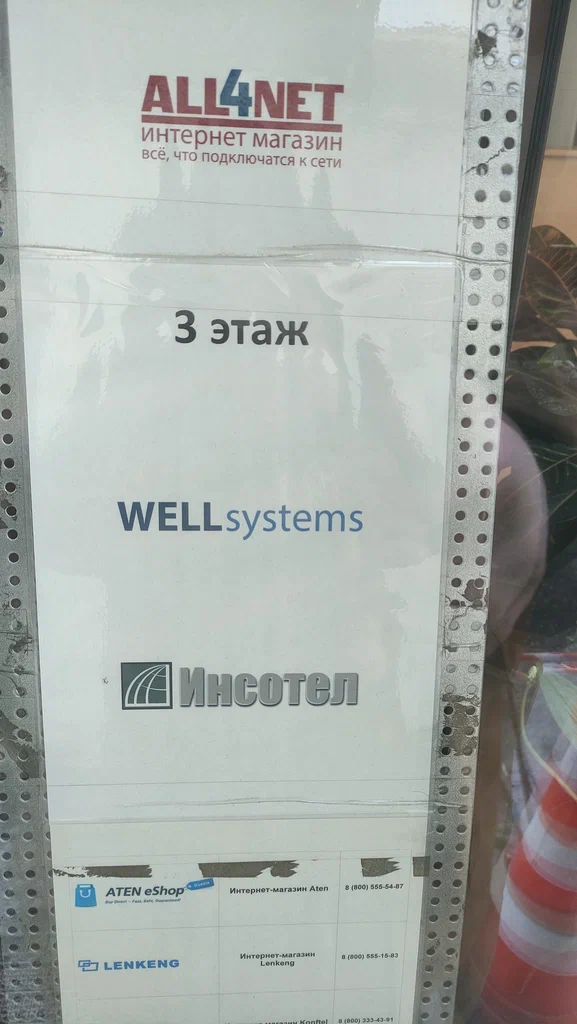 ALL4NET
интернет магазин
всё, что подключатся к сети
3 этаж
WELLsystems
Инсотел
ATEN eShop Интернет-магазин Aten 8 (800) 555-54-87
LENKENG Интернет-магазин Lenkeng 8 (800) 555-15-83
Konftel 8 (800) 333-43-91